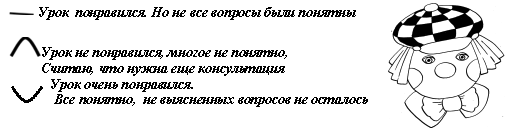 Урок понравился. Но не все вопросы были понятны
Урок не понравился, многое не понятно,
Считаю, что нужна еще консультация
Урок очень понравился.
Все понятно, не выясненных вопросов не осталось